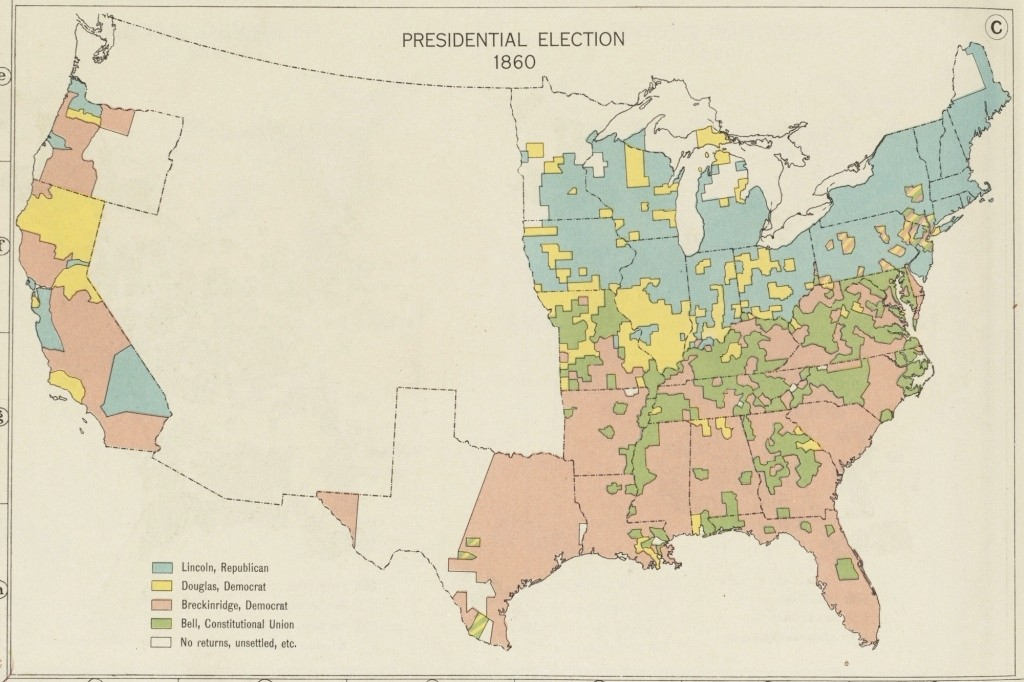 C
PRESIDENTIAL ELECTION
1860
e
f
g
h
Lincoln, Republican
Douglas, Democrat
Breckinridge, Democrat
Bell, Constitutional Union
No returns, unsettled, etc.